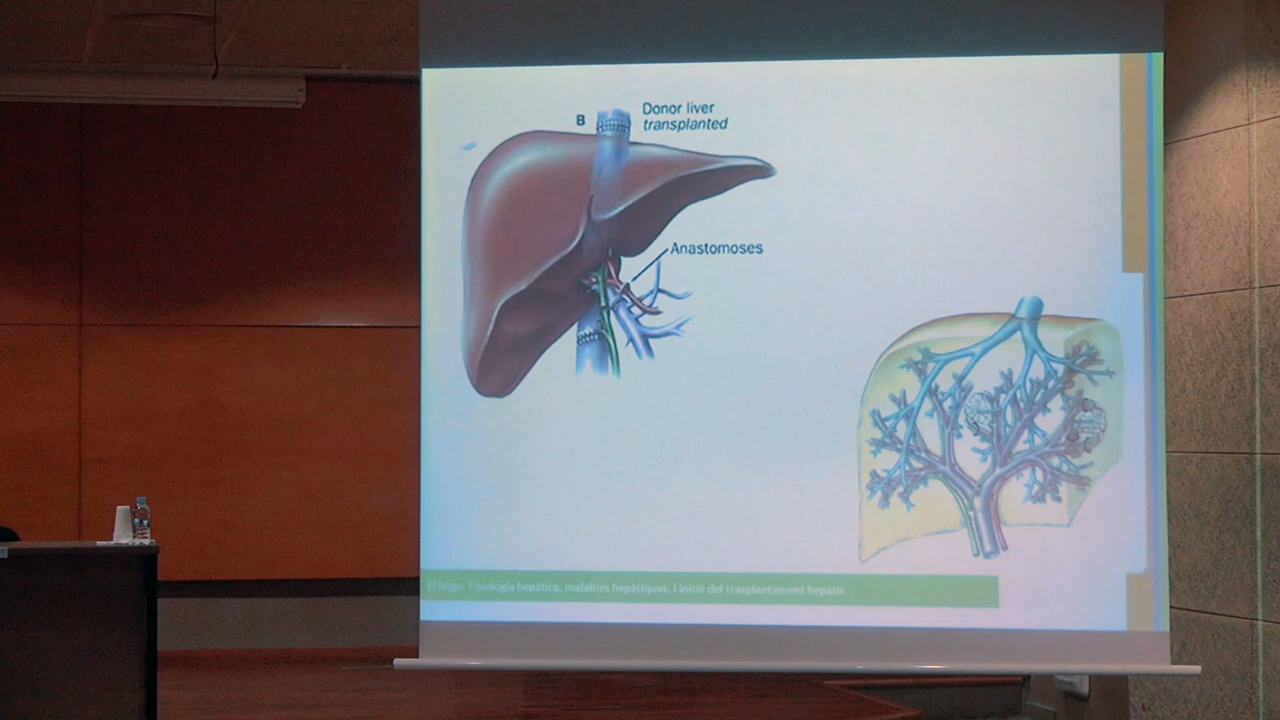 B
Donor liver
transplanted
Anastomoses
El fetge: Fisiologia hepàtica, malalties hepàtiques, i inicis del trasplantament hepàtic